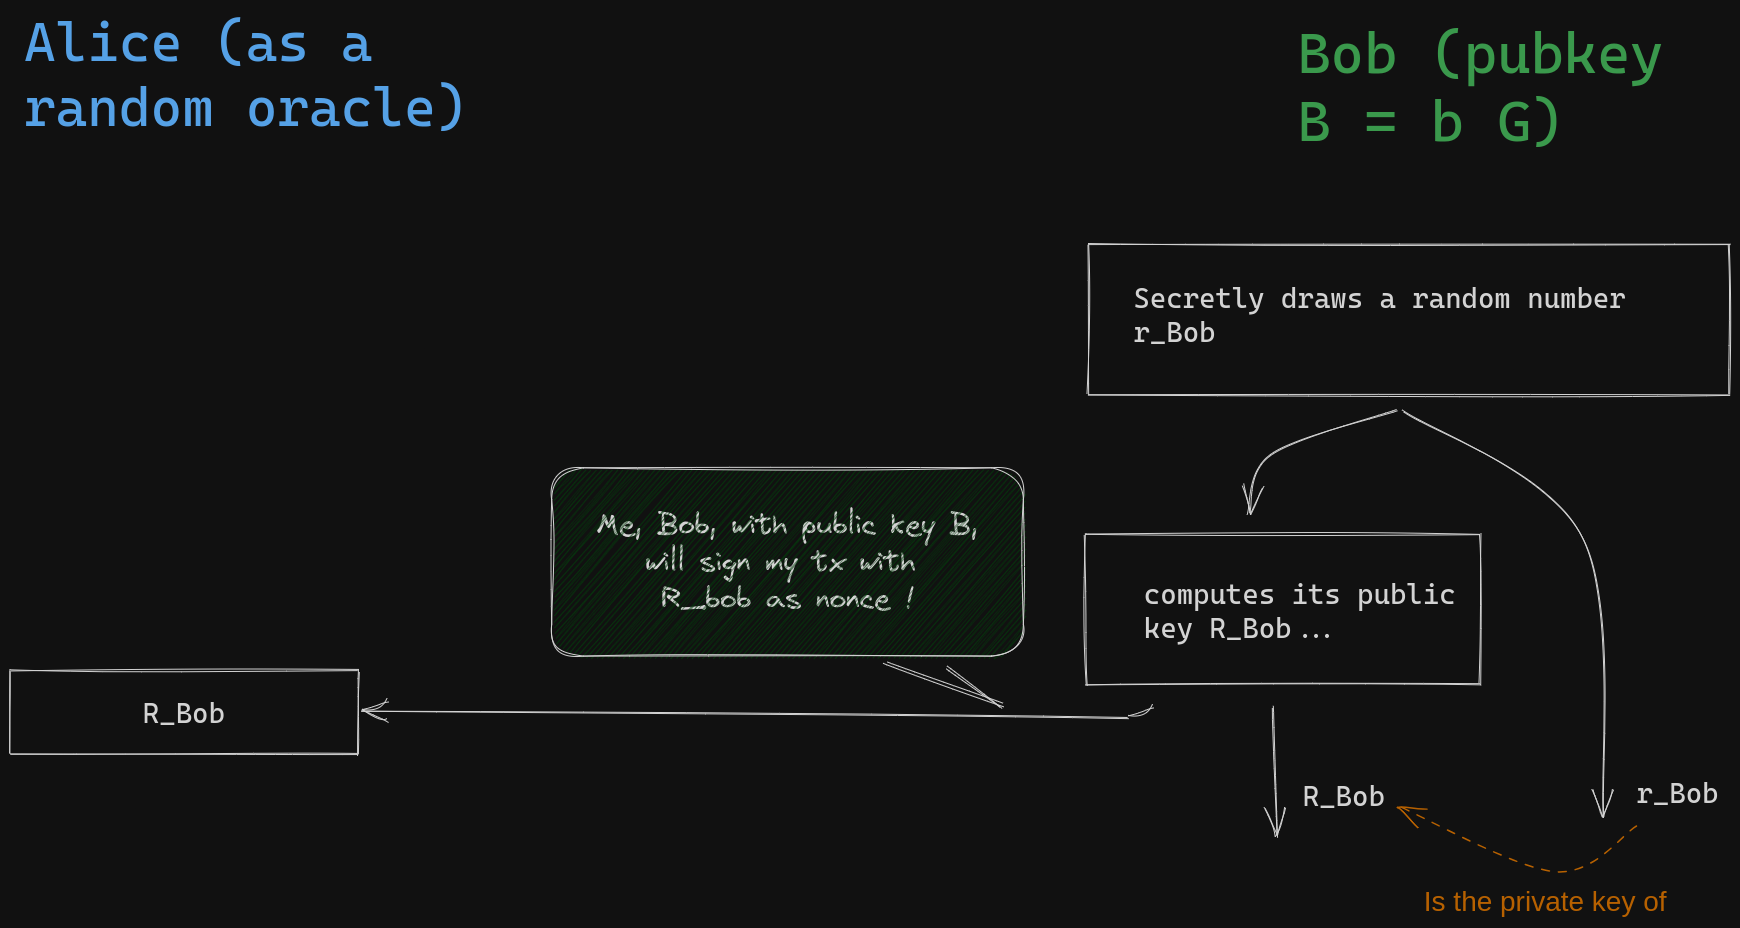 Alice (as a
random oracle)
Bob (pubkey
B = b G)
Secretly draws a random number
r_Bob
Me, Bob, with public key B,
will sign my tx with
R_bob as nonce !
computes its public
key R_Bob...
R_Bob
R_Bob
r_Bob
Is the private key of